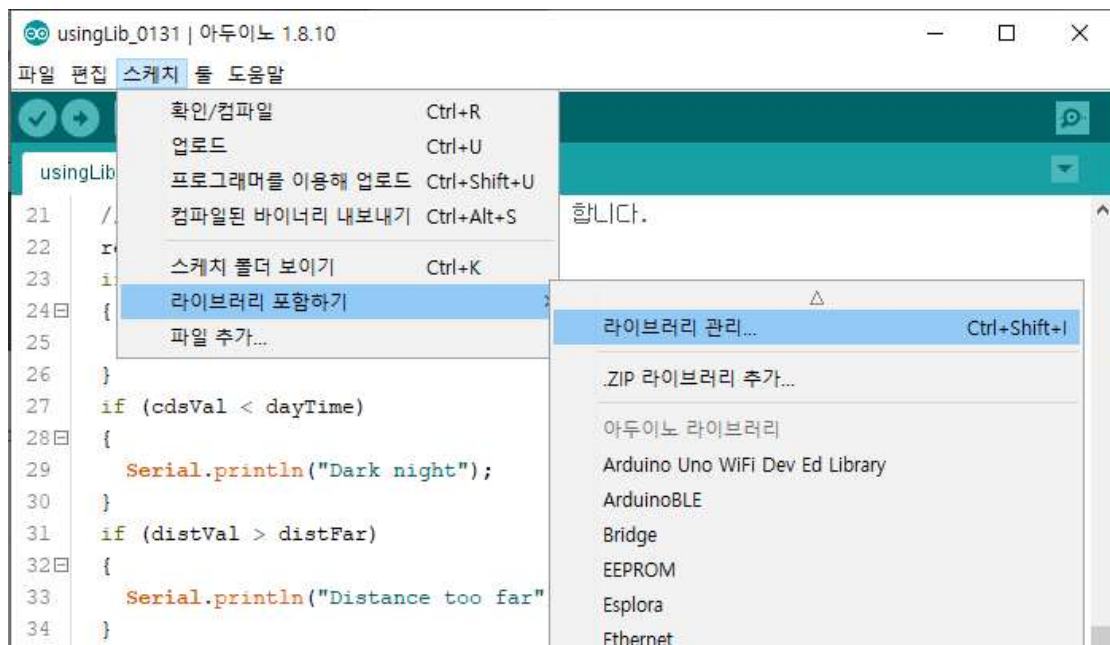 usingLib_0131 | 아두이노 1.8.10
파일 편집 스케치 툴 도움말
확인/컴파일 Ctrl+R
업로드 Ctrl+U
프로그래머를 이용해 업로드 Ctrl+Shift+U
컴파일된 바이너리 내보내기 Ctrl+Alt+S
스케치 폴더 보이기 Ctrl+K
라이브러리 포함하기
파일 추가...
라이브러리 관리... Ctrl+Shift+I
.ZIP 라이브러리 추가...
아두이노 라이브러리
Arduino Uno WiFi Dev Ed Library
ArduinoBLE
Bridge
EEPROM
Esplora
Ethernet
usingLib
21 /. 합니다.
22
23
24 {
25
26 }
27 if (cdsVal < dayTime)
28 {
29 Serial.println("Dark night");
30 }
31 if (distVal > distFar)
32 {
33 Serial.println("Distance too far"
34 }